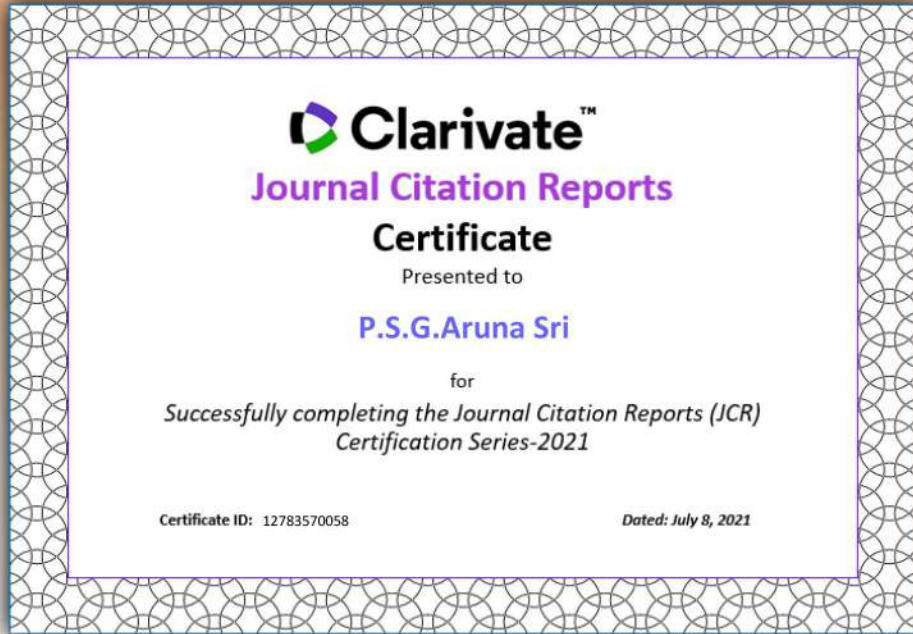 Clarivate™
Journal Citation Reports
Certificate
Presented to
P.S.G.Aruna Sri
for
Successfully completing the Journal Citation Reports (JCR)
Certification Series-2021
Certificate ID: 12783570058
Dated: July 8, 2021